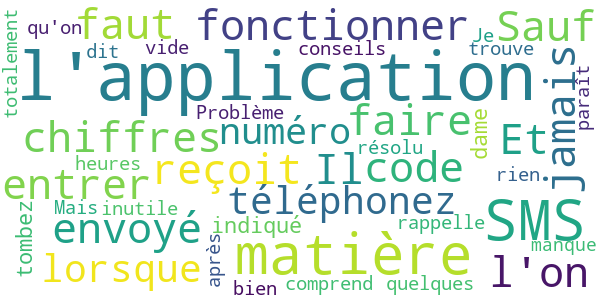 qu'on faut fonctionner Sauf
dit vide conseils Je trouve
totalement
l'application
jamais
paraît
Problème
chiffres numéro faire dame Et
résolu
heures reçoit Il code rien
entrer téléphonez
Mais inutile
tombez envoyé indiqué rappelle SMS
après matière manque
lorsque l'on
bien comprend quelques